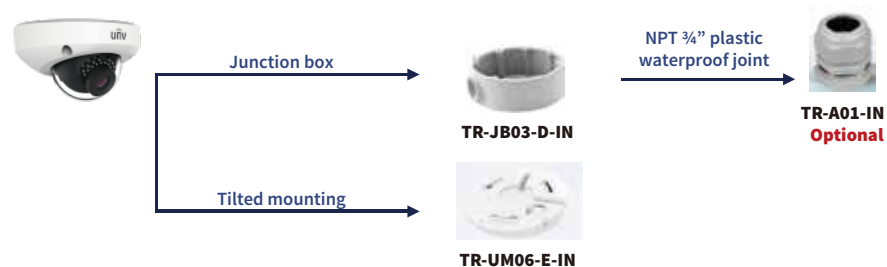 unv
Junction box
TR-JB03-D-IN
NPT ¾” plastic
waterproof joint
TR-A01-IN
Optional
Tilted mounting
TR-UM06-E-IN